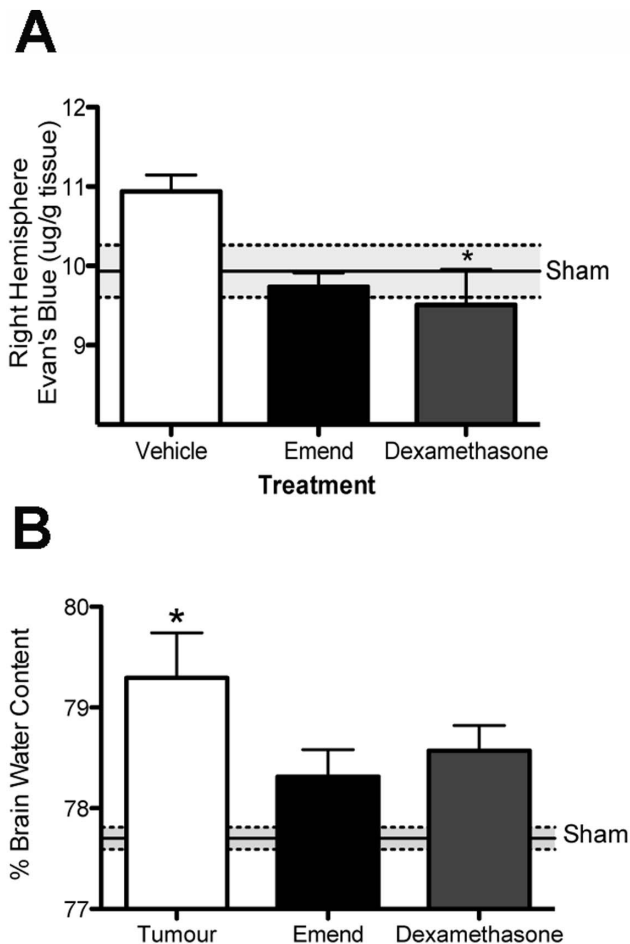 A
Right Hemisphere
Evan's Blue (ug/g tissue)
12
11
10
9
*
Sham
Vehicle
Emend
Dexamethasone
Treatment
B
% Brain Water Content
80
79
78
77
*
Sham
Tumour
Emend
Dexamethasone